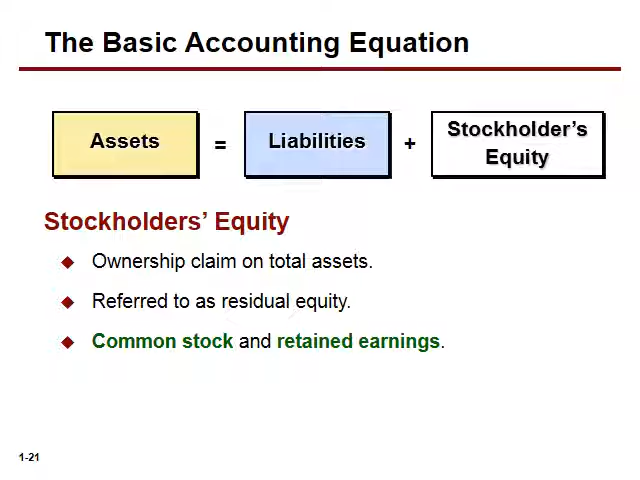 The Basic Accounting Equation
Assets = Liabilities + Stockholder’s
Equity
Stockholders’ Equity
Ownership claim on total assets.
Referred to as residual equity.
Common stock and retained earnings.
1-21